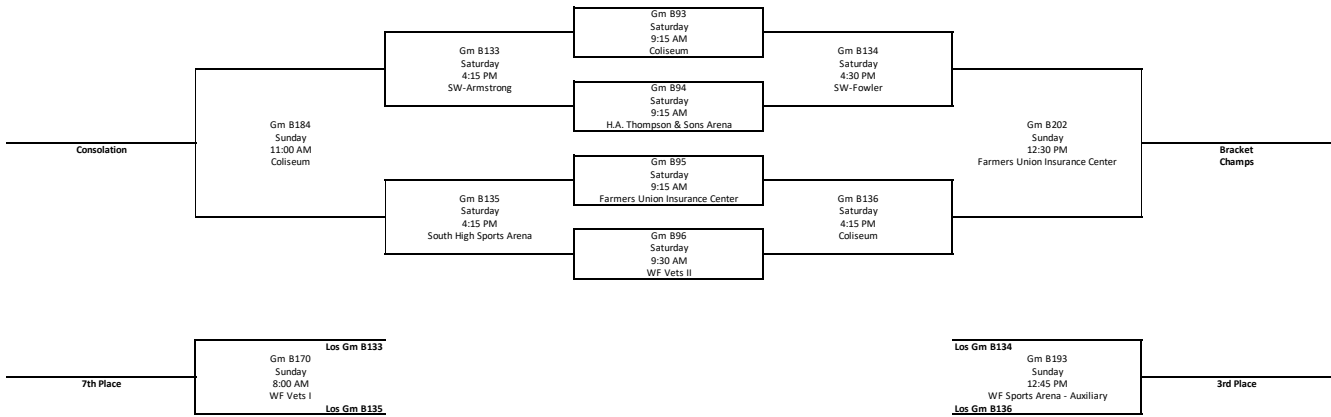 Gm B93
Saturday
9:15 AM
Coliseum
Gm B133
Saturday
4:15 PM
SW-Armstrong
Gm B134
Saturday
4:30 PM
SW-Fowler
Gm B94
Saturday
9:15 AM
H.A. Thompson & Sons Arena
Gm B184
Sunday
11:00 AM
Coliseum
Gm B202
Sunday
12:30 PM
Farmers Union Insurance Center
Consolation
Bracket
Champs
Gm B95
Saturday
9:15 AM
Farmers Union Insurance Center
Gm B135
Saturday
4:15 PM
South High Sports Arena
Gm B136
Saturday
4:15 PM
Coliseum
Gm B96
Saturday
9:30 AM
WF Vets II
Los Gm B133
Gm B170
Sunday
8:00 AM
WF Vets I
Los Gm B135
7th Place
Los Gm B134
Gm B193
Sunday
12:45 PM
WF Sports Arena - Auxiliary
Los Gm B136
3rd Place